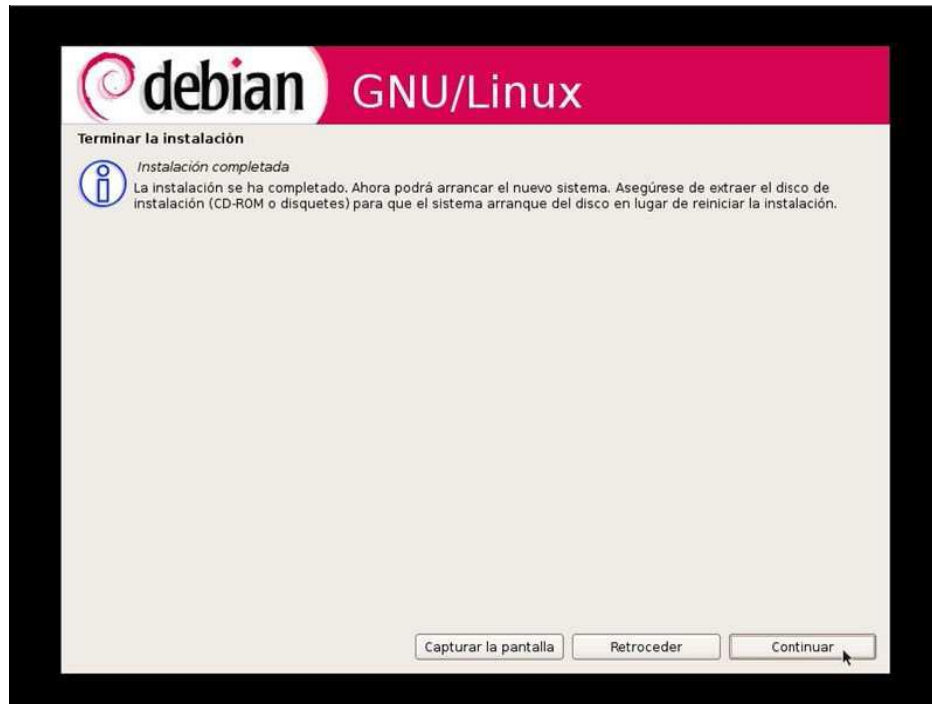 debian GNU/Linux
Terminar la instalación
Instalación completada
La instalación se ha completado. Ahora podrá arrancar el nuevo sistema. Asegúrese de extraer el disco de
instalación (CD-ROM o disquetes) para que el sistema arranque del disco en lugar de reiniciar la instalación.
Capturar la pantalla Retroceder Continuar